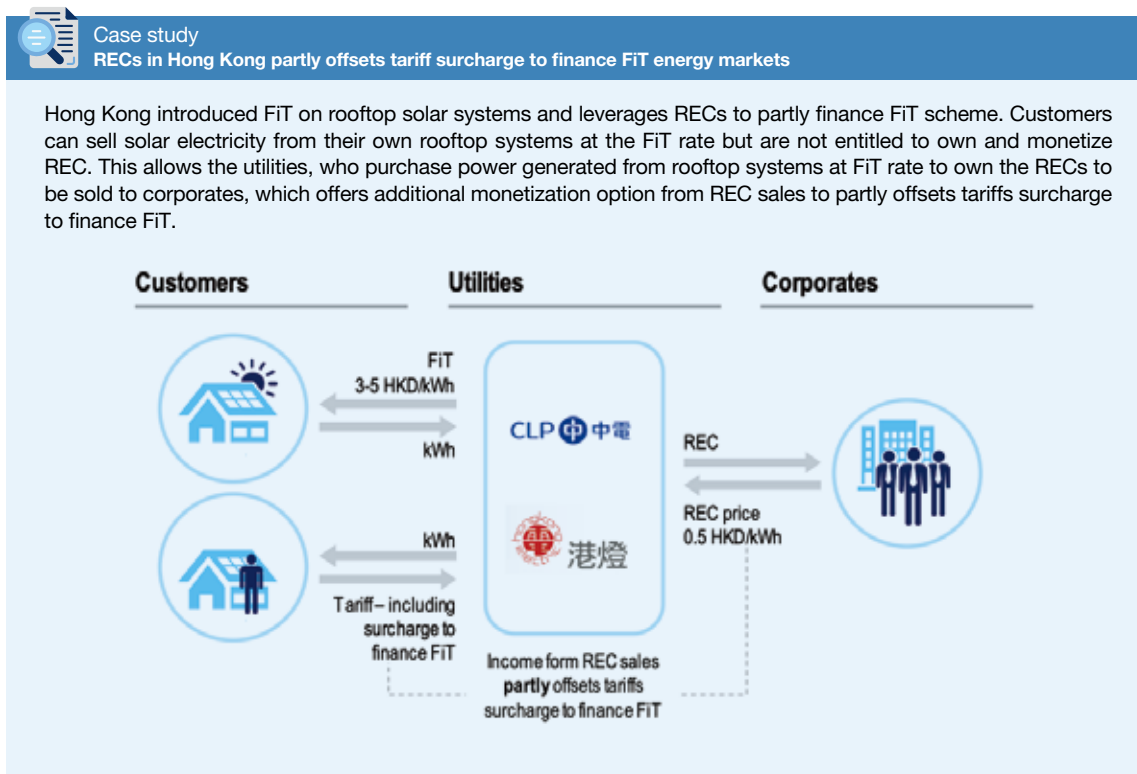 Case study
RECs in Hong Kong partly offsets tariff surcharge to finance FiT energy markets
Hong Kong introduced FiT on rooftop solar systems and leverages RECs to partly finance FiT scheme. Customers
can sell solar electricity from their own rooftop systems at the FiT rate but are not entitled to own and monetize
REC. This allows the utilities, who purchase power generated from rooftop systems at FiT rate to own the RECs to
be sold to corporates, which offers additional monetization option from REC sales to partly offsets tariffs surcharge
to finance FiT.
Customers
Utilities
Corporates
FiT
3-5 HKD/kWh
kWh
kWh
Tariff– including
surcharge to
finance FiT
CLP 中電
港燈
Income form REC sales
partly offsets tariffs
surcharge to finance FiT
REC
REC price
0.5 HKD/kWh